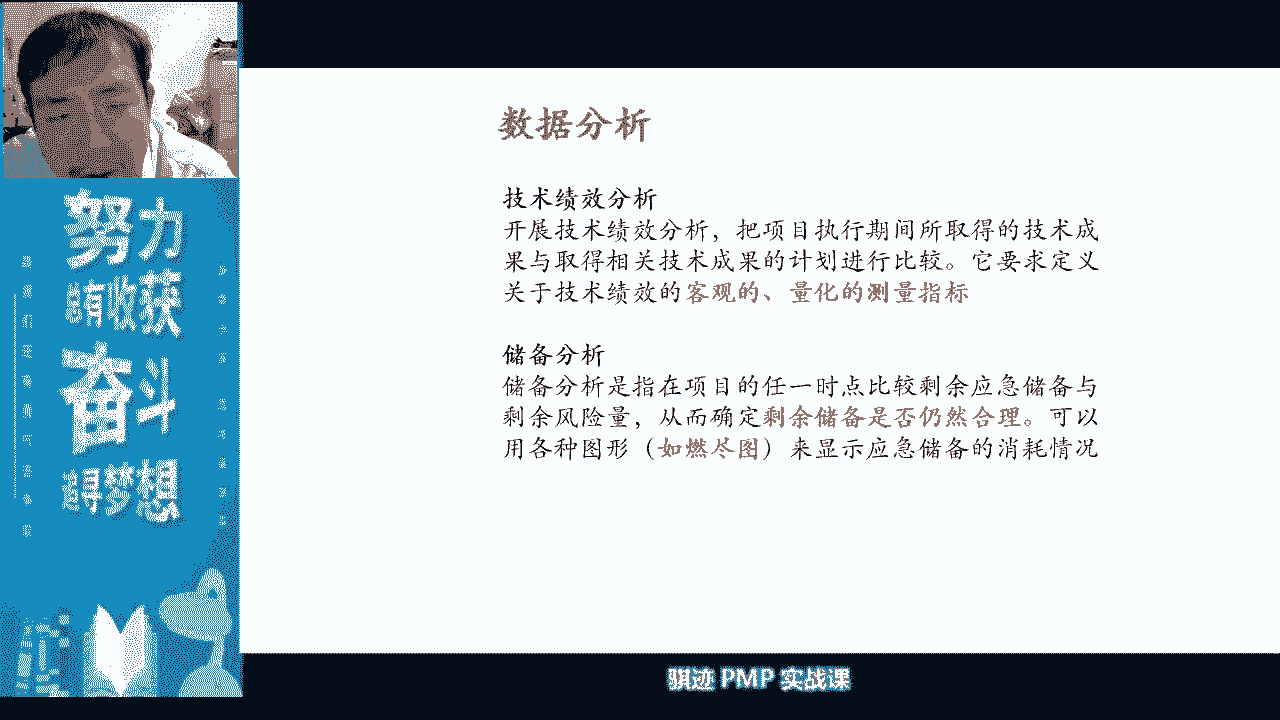 数据分析
技术绩效分析
开展技术绩效分析，把项目执行期间所取得的技术成
果与取得相关技术成果的计划进行比较。它要求定义
关于技术绩效的客观的、量化的测量指标
储备分析
储备分析是指在项目的任一时点比较剩余应急储备与
剩余风险量，从而确定剩余储备是否仍然合理。可以
用各种图形（如燃尽图）来显示应急储备的消耗情况
努力
总有收获
奋斗
赢得梦想
骐迹 PMP 实战课